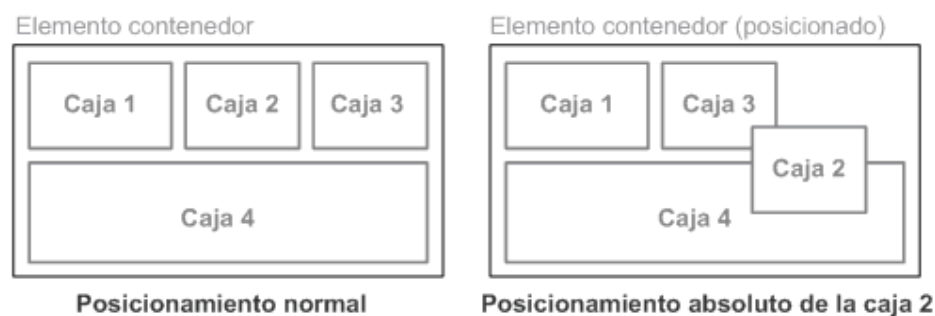 Elemento contenedor
Caja 1
Caja 2
Caja 3
Caja 4
Posicionamiento normal
Elemento contenedor (posicionado)
Caja 1
Caja 3
Caja 2
Caja 4
Posicionamiento absoluto de la caja 2